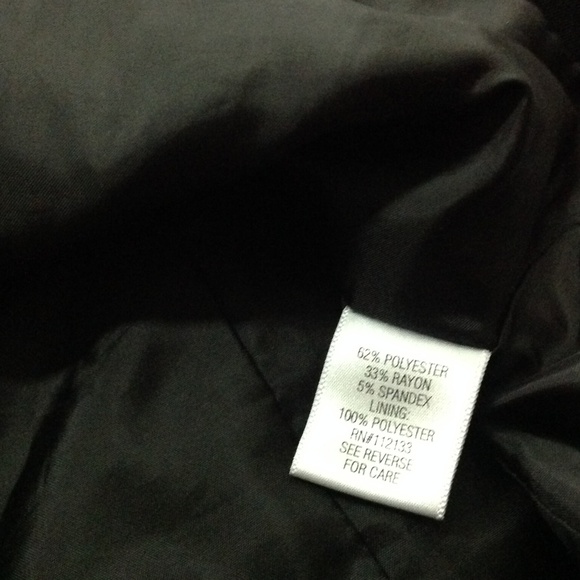 62% POLYESTER
33% RAYON
5% SPANDEX
LINING:
100% POLYESTER
RN#112133
SEE REVERSE
FOR CARE